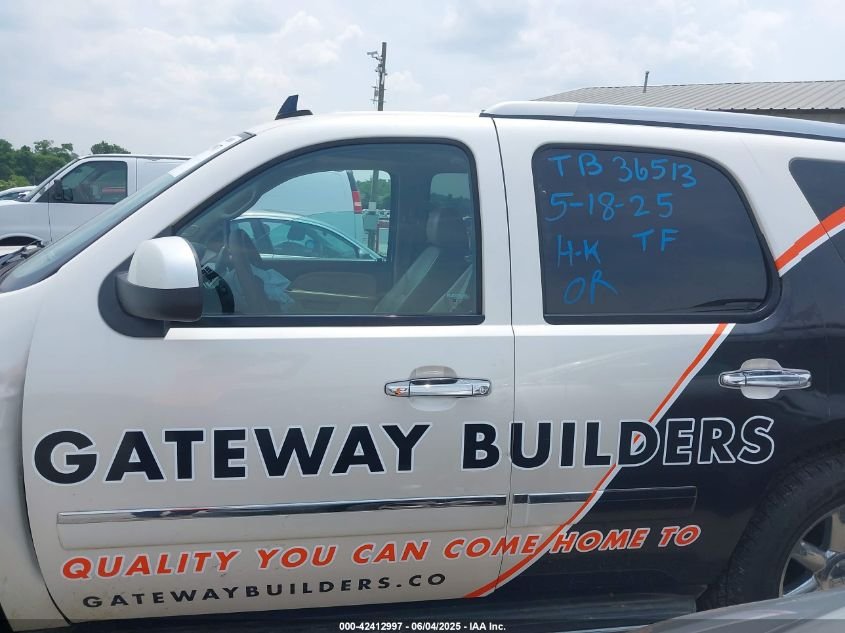 TB 36513
5-18-25
H-K TF
OR
GATEWAY BUILDERS
QUALITY YOU CAN COME HOME TO
GATEWAYBUILDERS.CO
000-42412997 - 06/04/2025 - IAA, Inc.